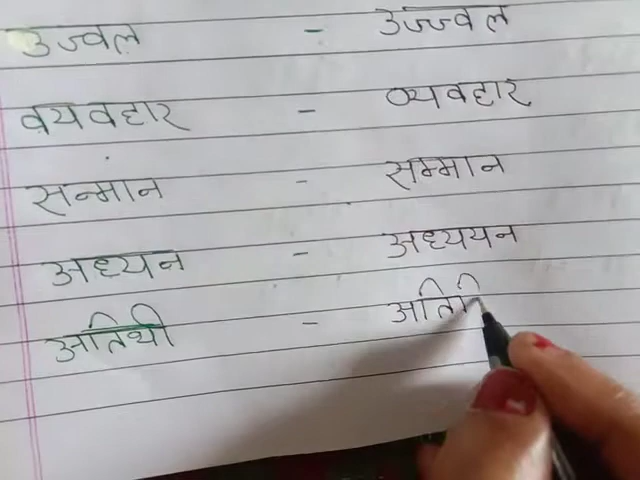 उज्वल - उज्ज्वल
वयवहार - व्यवहार
सन्मान - सम्मान
अध्यन - अध्ययन
अतिथी - अति